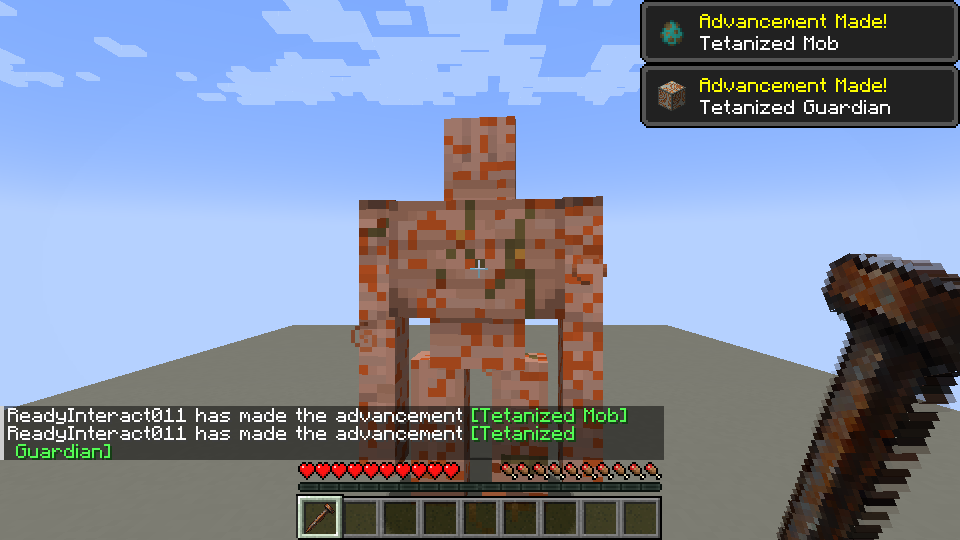 Advancement Made!
Tetanized Mob
Advancement Made!
Tetanized Guardian
ReadyInteract011 has made the advancement [Tetanized Mob]
ReadyInteract011 has made the advancement [Tetanized
Guardian]